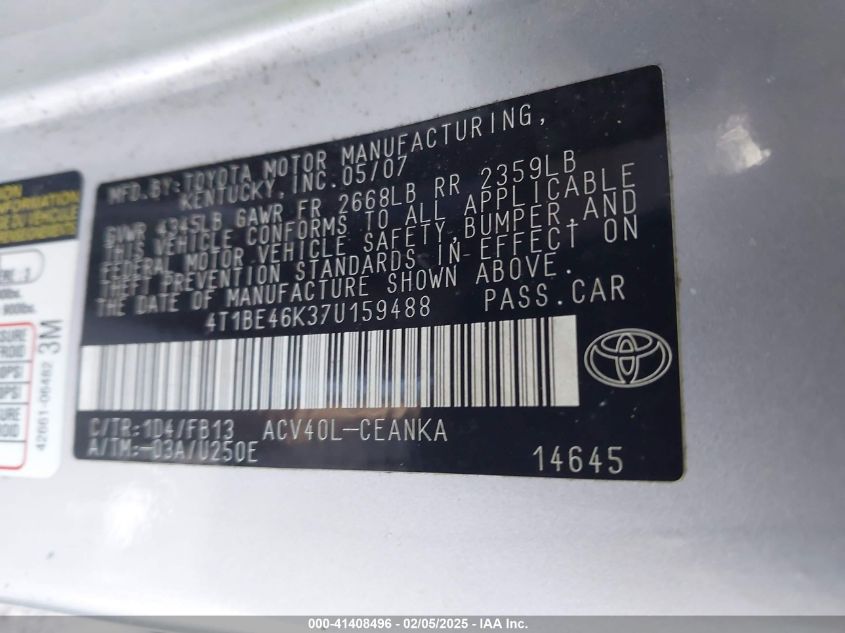 MFD.BY:TOYOTA MOTOR MANUFACTURING,
KENTUCKY, INC. 05/07
GVWR 4345LB GAWR FR 2668LB RR 2359LB
THIS VEHICLE CONFORMS TO ALL APPLICABLE
FEDERAL MOTOR VEHICLE SAFETY, BUMPER, AND
THEFT PREVENTION STANDARDS IN EFFECT ON
THE DATE OF MANUFACTURE SHOWN ABOVE.
4T1BE46K37U159488 PASS.CAR
C/TR:1D4/FB13 ACV40L-CEANKA
A/TM:-03A/U250E
14645
3M
42661-06482
000-41408496 - 02/05/2025 - IAA Inc.